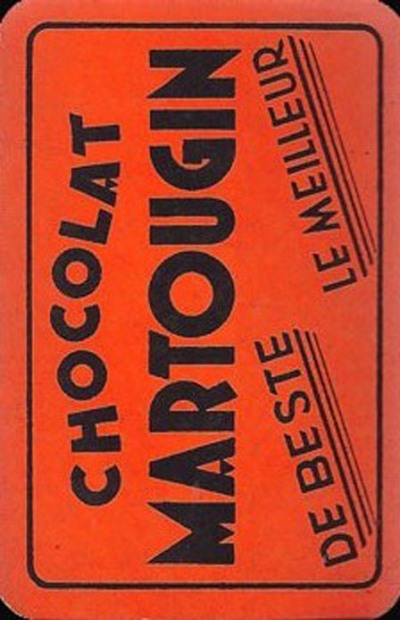 CHOCOLAT
MARTOUGIN
DE BESTE
LE MEILLEUR